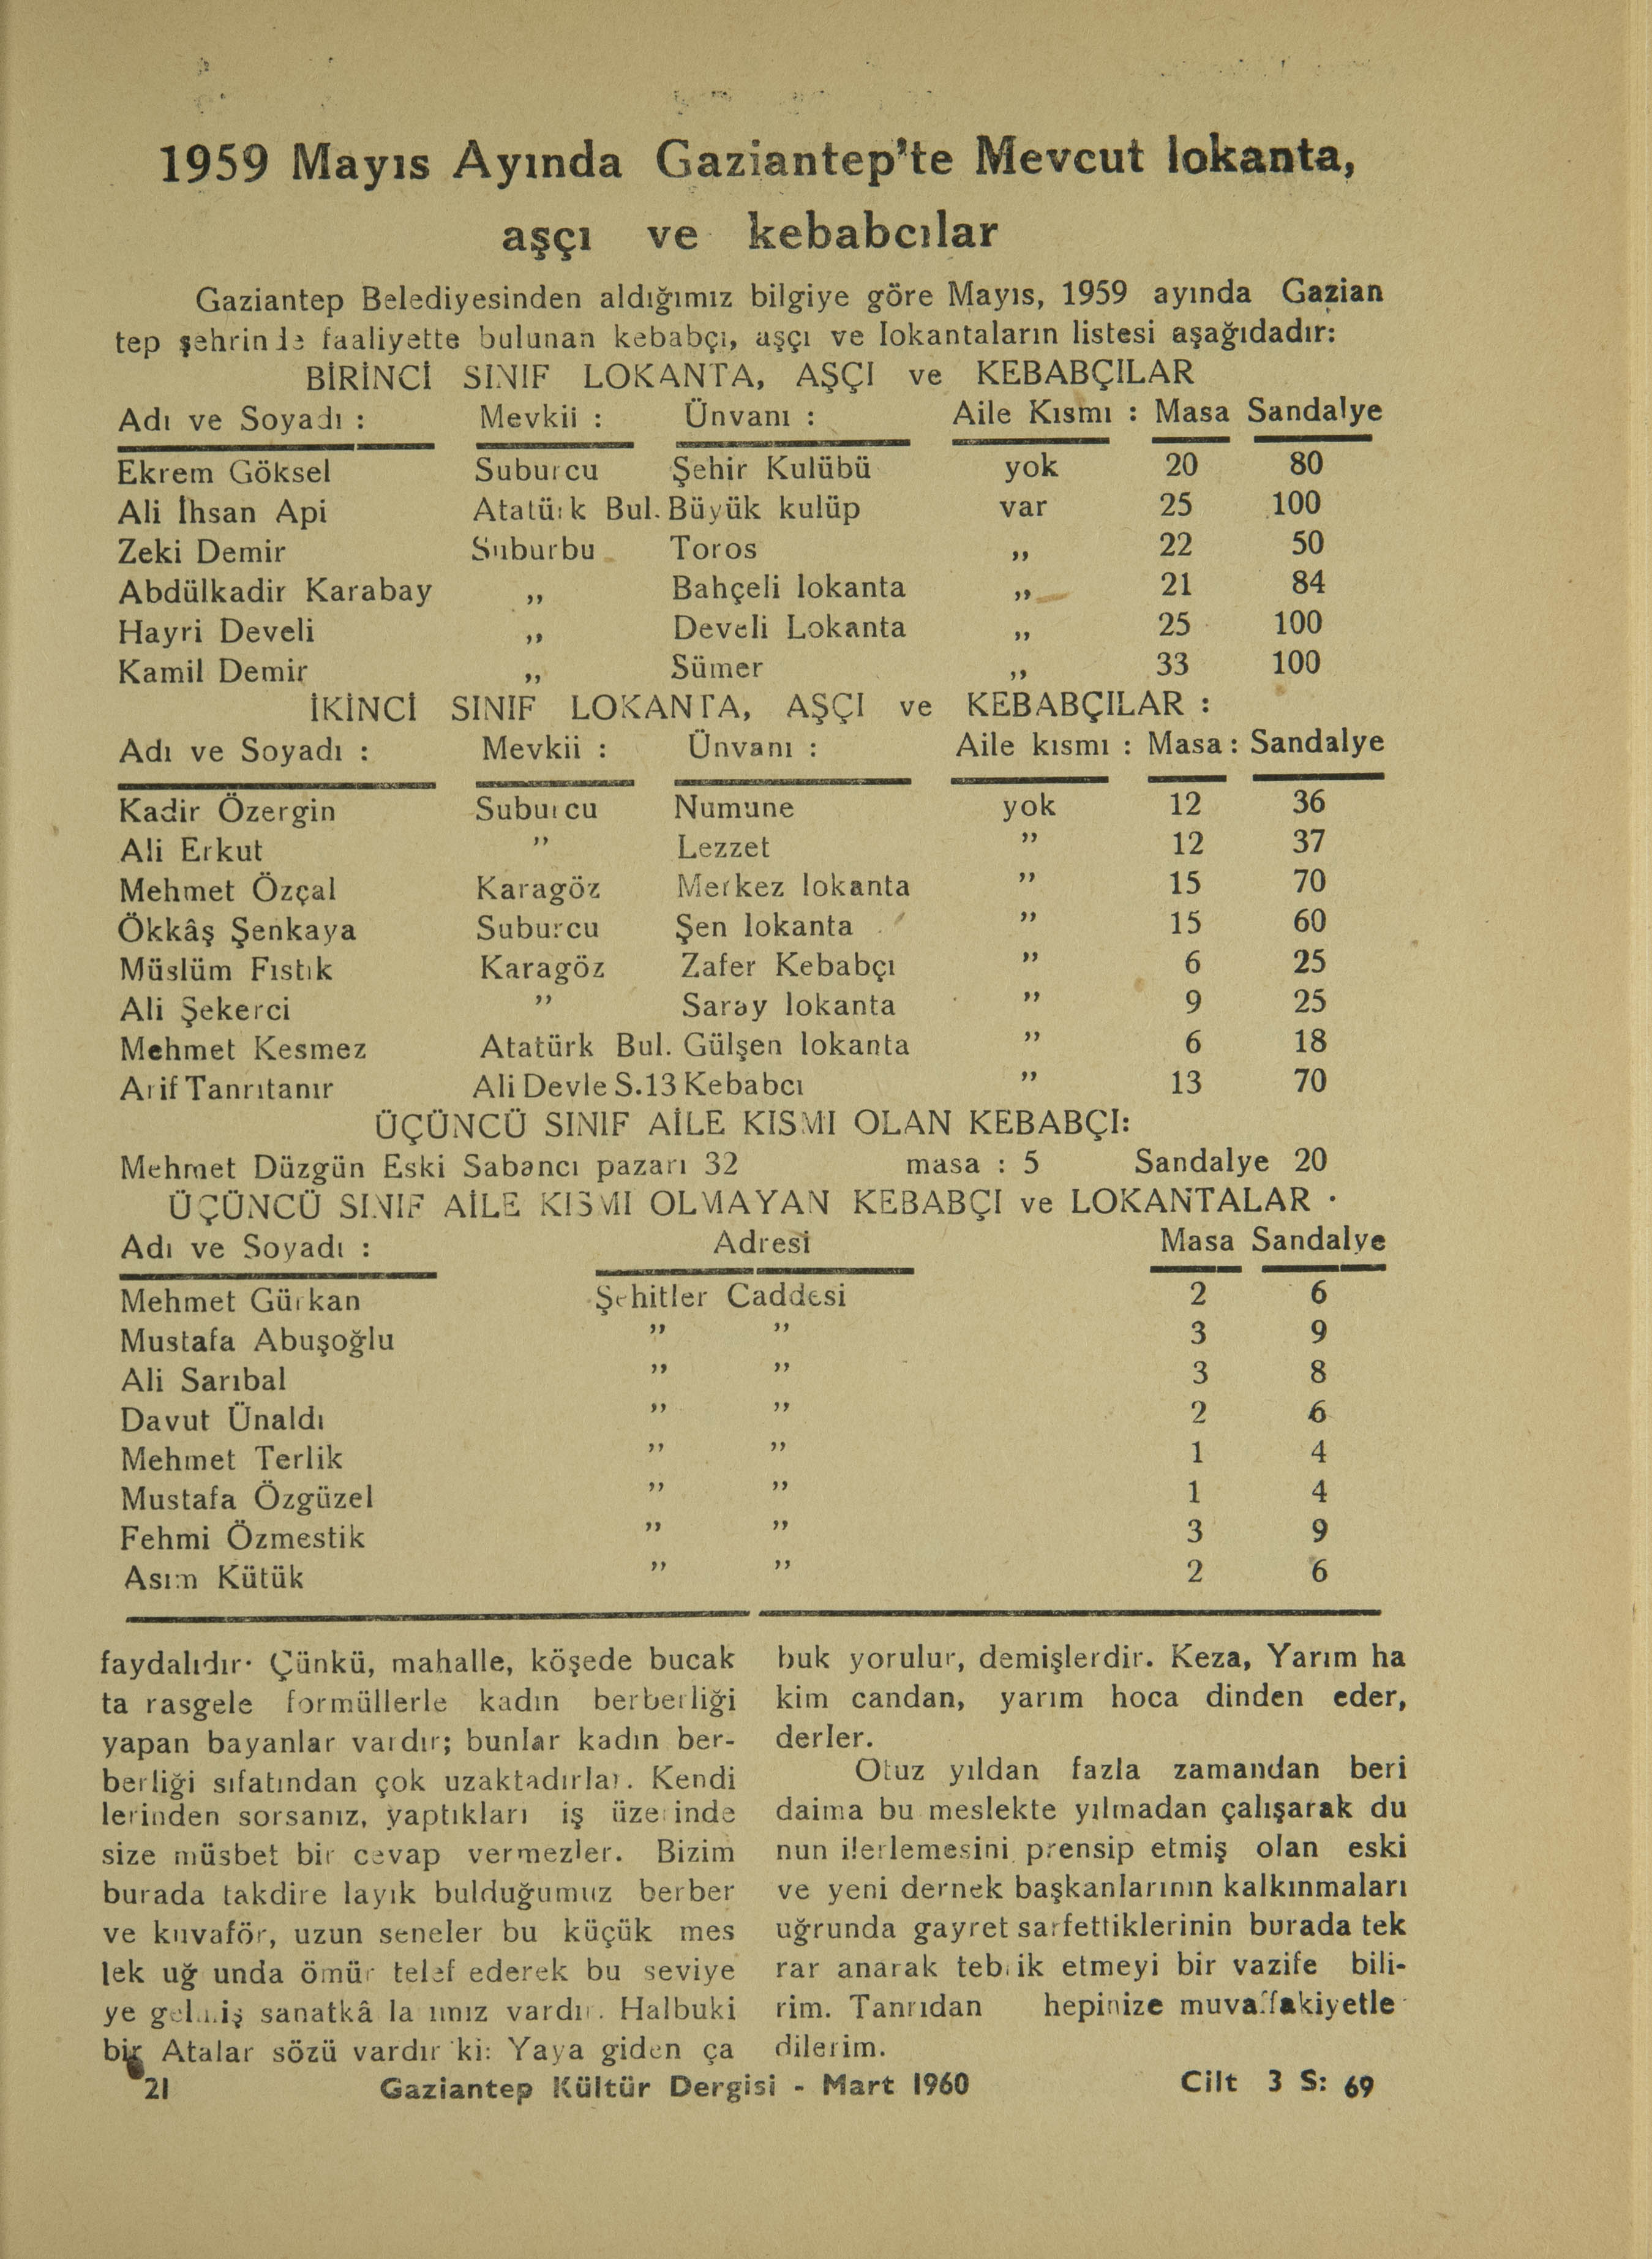 1959 Mayıs Ayında Gaziantep'te Mevcut lokanta,
aşçı ve kebabcılar
Gaziantep Belediyesinden aldığımız bilgiye göre Mayıs, 1959 ayında Gazian
tep şehrinde faaliyette bulunan kebabçı, aşçı ve lokantaların listesi aşağıdadır:
BİRİNCİ SINIF LOKANTA, AŞÇI ve KEBABÇILAR
Adı ve Soyadı : Mevkii : Ünvanı : Aile Kısmı : Masa Sandalye
Ekrem Göksel Suburcu Şehir Kulübü yok 20 80
Ali İhsan Api Atatürk Bul. Büyük kulüp var 25 100
Zeki Demir Suburbu Toros ,, 22 50
Abdülkadir Karabay ,, Bahçeli lokanta ,, 21 84
Hayri Develi ,, Develi Lokanta ,, 25 100
Kamil Demir ,, Sümer ,, 33 100
İKİNCİ SINIF LOKANTA, AŞÇI ve KEBABÇILAR :
Adı ve Soyadı : Mevkii : Ünvanı : Aile kısmı : Masa : Sandalye
Kadir Özergin Suburcu Numune yok 12 36
Ali Erkut ,, Lezzet ,, 12 37
Mehmet Özçal Karagöz Merkez lokanta ,, 15 70
Ökkâş Şenkaya Suburcu Şen lokanta ,, 15 60
Müslüm Fıstık Karagöz Zafer Kebabçı ,, 6 25
Ali Şekerci ,, Saray lokanta ,, 9 25
Mehmet Kesmez Atatürk Bul. Gülşen lokanta ,, 6 18
Arif Tanrıtanır Ali Devle S.13 Kebabcı ,, 13 70
ÜÇÜNCÜ SINIF AİLE KISMI OLAN KEBABÇI:
Mehmet Düzgün Eski Sabancı pazarı 32 masa : 5 Sandalye 20
ÜÇÜNCÜ SINIF AİLE KISMI OLMAYAN KEBABÇI ve LOKANTALAR ·
Adı ve Soyadı : Adresi Masa Sandalye
Mehmet Gürkan Şehitler Caddesi 2 6
Mustafa Abuşoğlu ,, ,, 3 9
Ali Sarıbal ,, ,, 3 8
Davut Ünaldı ,, ,, 2 6
Mehmet Terlik ,, ,, 1 4
Mustafa Özgüzel ,, ,, 1 4
Fehmi Özmestik ,, ,, 3 9
Asım Kütük ,, ,, 2 6
faydalıdır· Çünkü, mahalle, köşede bucak
ta rasgele formüllerle kadın berberliği
yapan bayanlar vardır; bunlar kadın ber-
berliği sıfatından çok uzaktadırlar. Kendi
lerinden sorsanız, yaptıkları iş üzerinde
size müsbet bir cevap vermezler. Bizim
burada takdire layık bulduğumuz berber
ve kuvaför, uzun seneler bu küçük mes
lek uğrunda ömür telef ederek bu seviye
ye gelmiş sanatkârlarımız vardır. Halbuki
bir Atalar sözü vardır ki: Yaya giden ça
buk yorulur, demişlerdir. Keza, Yarım ha
kim candan, yarım hoca dinden eder,
derler.
Otuz yıldan fazla zamandan beri
daima bu meslekte yılmadan çalışarak du
nun ilerlemesini prensip etmiş olan eski
ve yeni dernek başkanlarının kalkınmaları
uğrunda gayret sarfettiklerinin burada tek
rar anarak tebrik etmeyi bir vazife bili-
rim. Tanrıdan hepinize muvaffakiyetle
dilerim.
21 Gaziantep Kültür Dergisi - Mart 1960 Cilt 3 S: 69